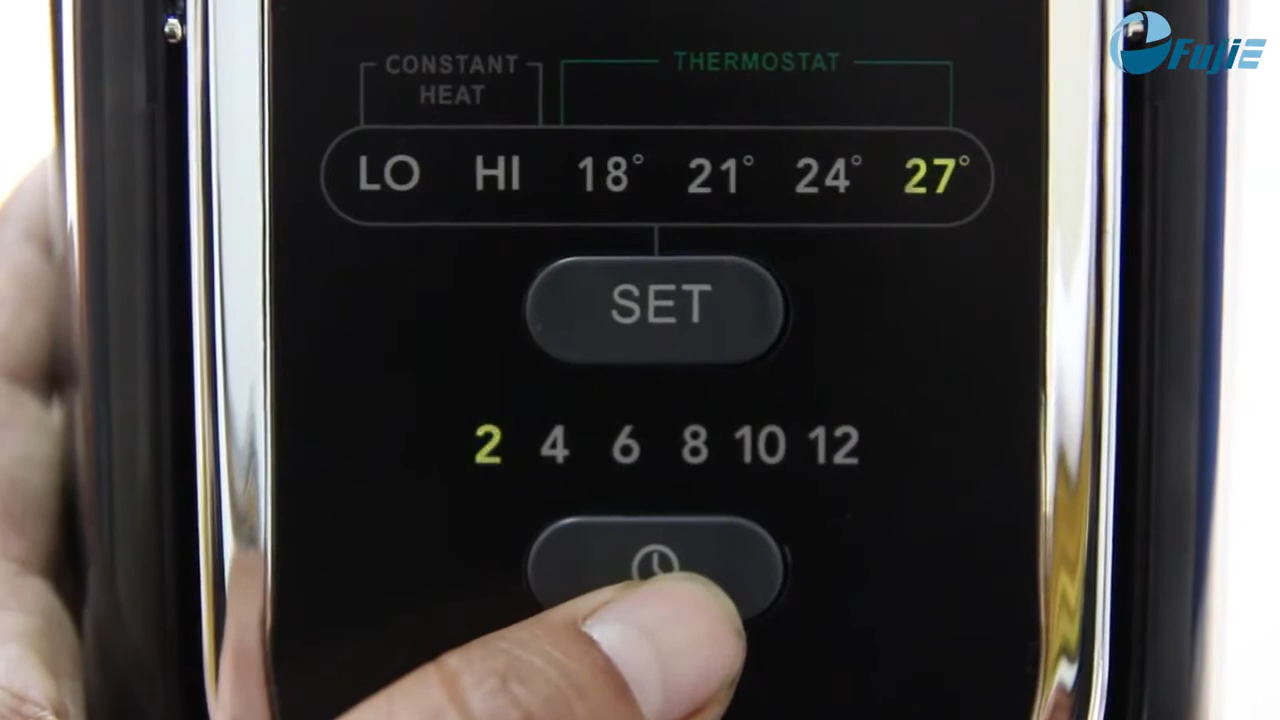 FujiE
CONSTANT
HEAT
THERMOSTAT
LO HI 18° 21° 24° 27°
SET
2 4 6 8 10 12